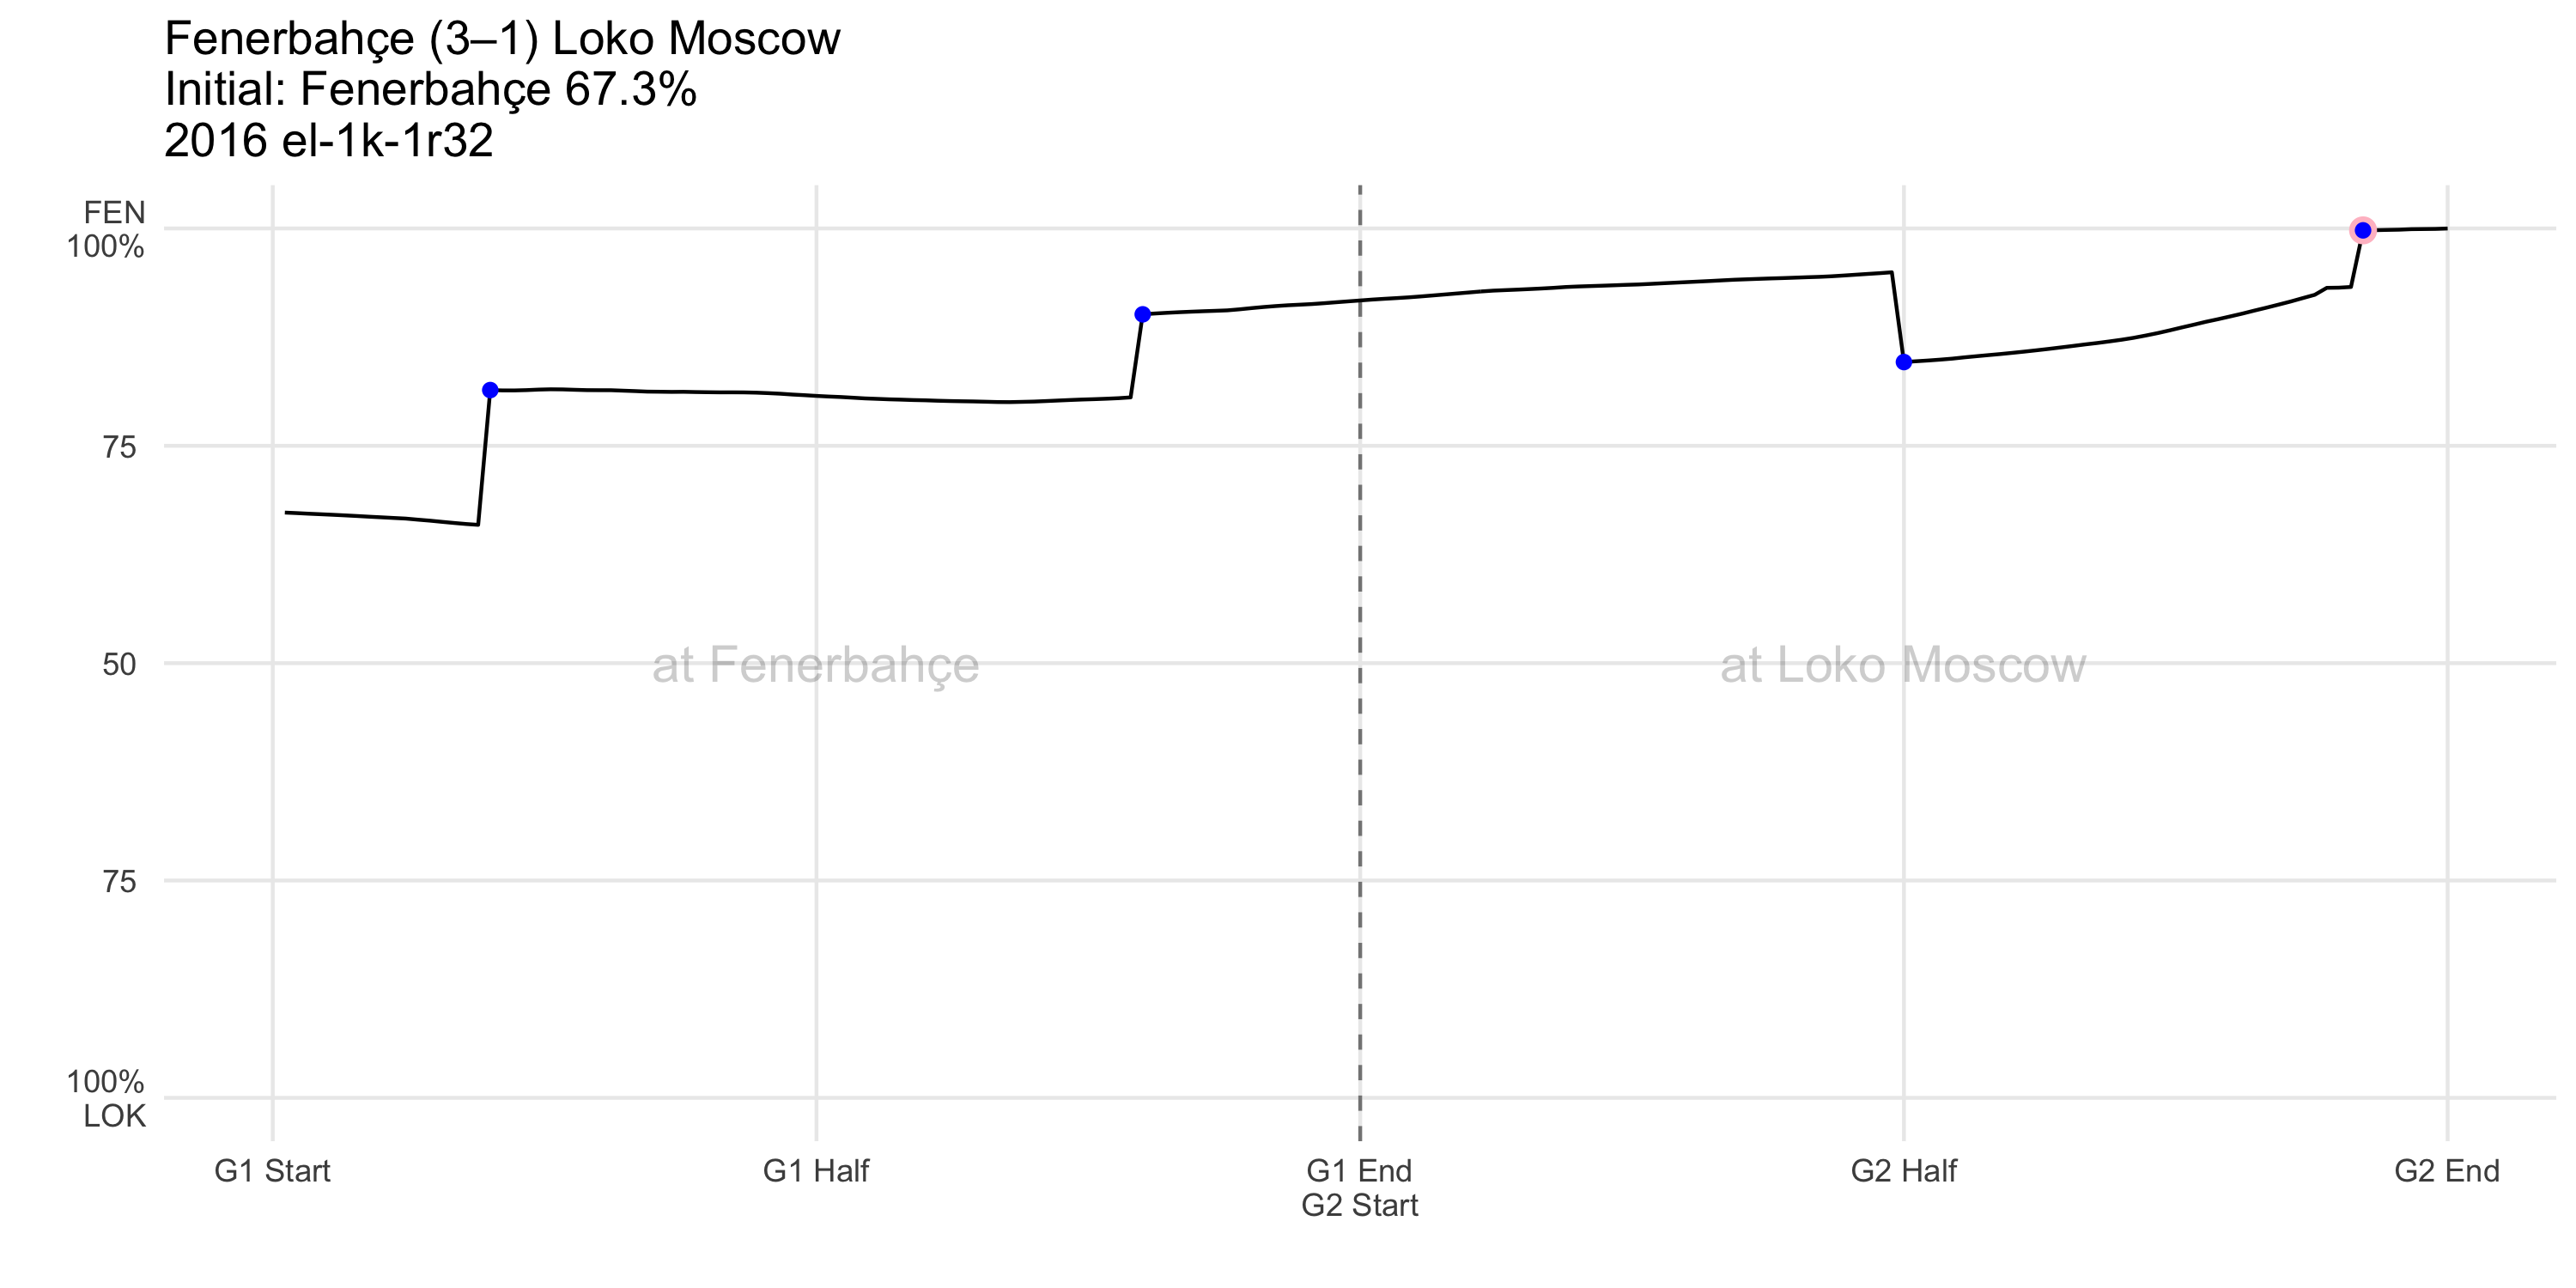 Fenerbahçe (3–1) Loko Moscow
Initial: Fenerbahçe 67.3%
2016 el-1k-1r32
FEN
100%
75
50
75
100%
LOK
at Fenerbahçe
at Loko Moscow
G1 Start
G1 Half
G1 End
G2 Start
G2 Half
G2 End